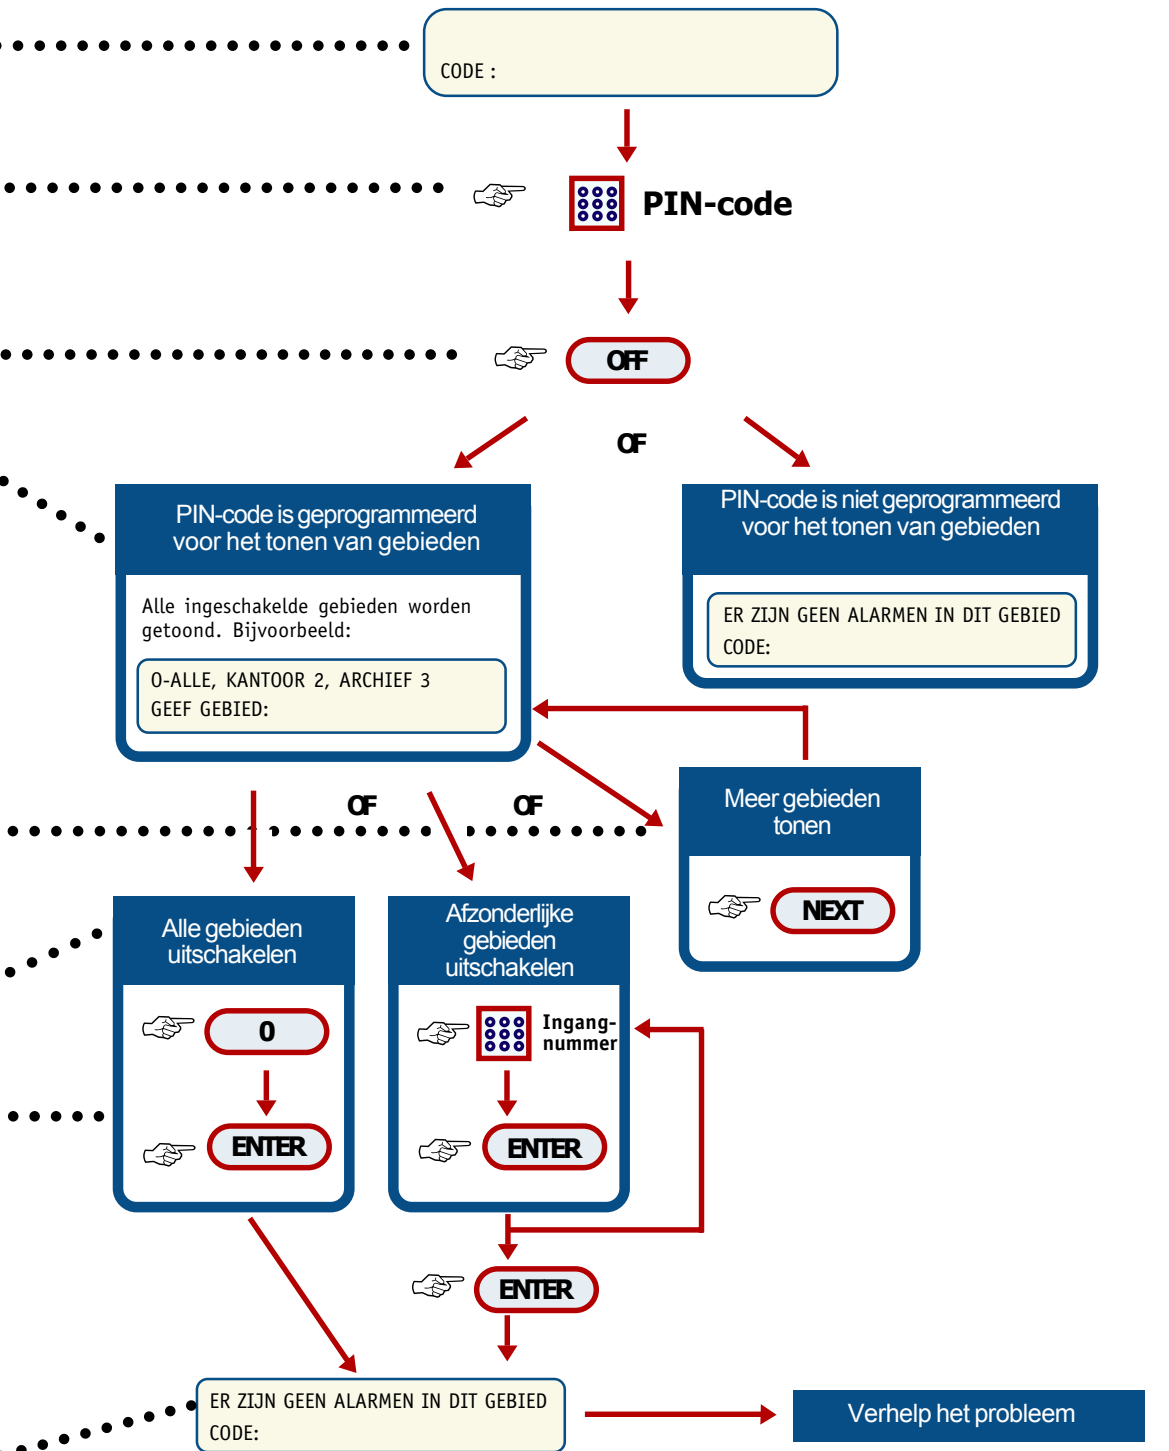 CODE :
PIN-code
OFF
OF
PIN-code is geprogrammeerd
voor het tonen van gebieden
PIN-code is niet geprogrammeerd
voor het tonen van gebieden
Alle ingeschakelde gebieden worden
getoond. Bijvoorbeeld:
0-ALLE, KANTOOR 2, ARCHIEF 3
GEEF GEBIED:
ER ZIJN GEEN ALARMEN IN DIT GEBIED
CODE:
OF
OF
Meer gebieden
tonen
NEXT
Alle gebieden
uitschakelen
0
ENTER
Afzonderlijke
gebieden
uitschakelen
Ingang-
nummer
ENTER
ENTER
ER ZIJN GEEN ALARMEN IN DIT GEBIED
CODE:
Verhelp het probleem